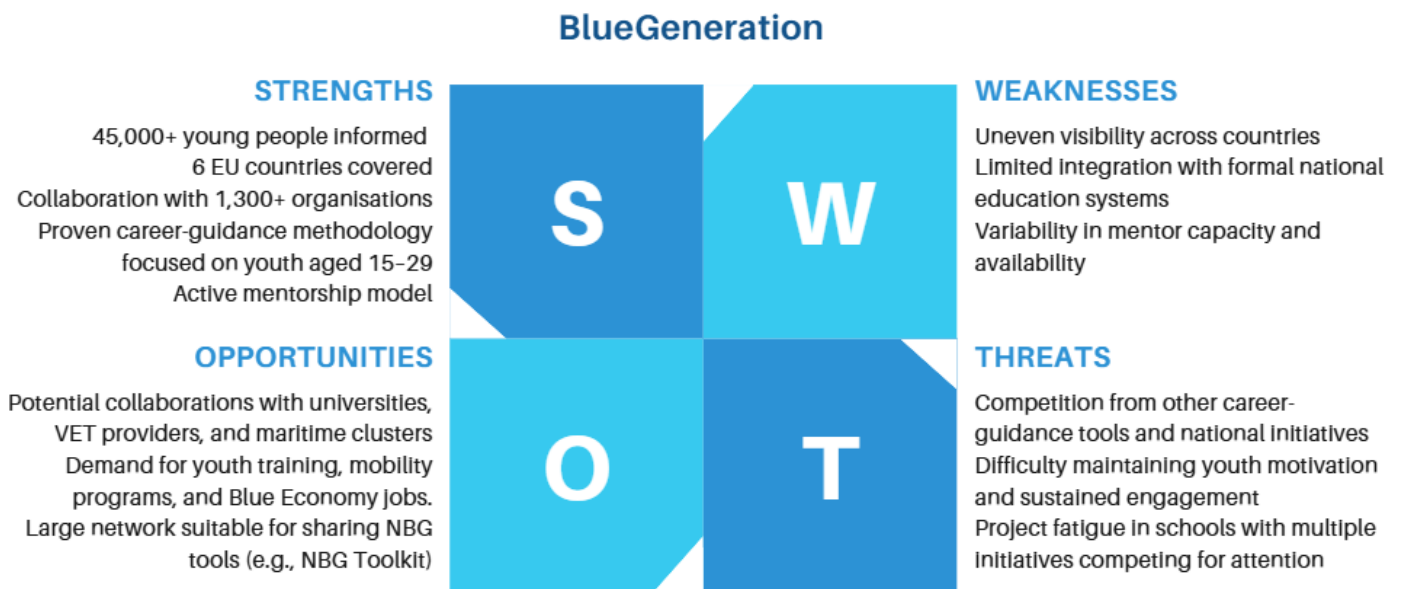 BlueGeneration
STRENGTHS
45,000+ young people informed
6 EU countries covered
Collaboration with 1,300+ organisations
Proven career-guidance methodology
focused on youth aged 15–29
Active mentorship model
S
W
WEAKNESSES
Uneven visibility across countries
Limited integration with formal national
education systems
Variability in mentor capacity and
availability
OPPORTUNITIES
Potential collaborations with universities,
VET providers, and maritime clusters
Demand for youth training, mobility
programs, and Blue Economy jobs.
Large network suitable for sharing NBG
tools (e.g., NBG Toolkit)
O
T
THREATS
Competition from other career-
guidance tools and national initiatives
Difficulty maintaining youth motivation
and sustained engagement
Project fatigue in schools with multiple
initiatives competing for attention